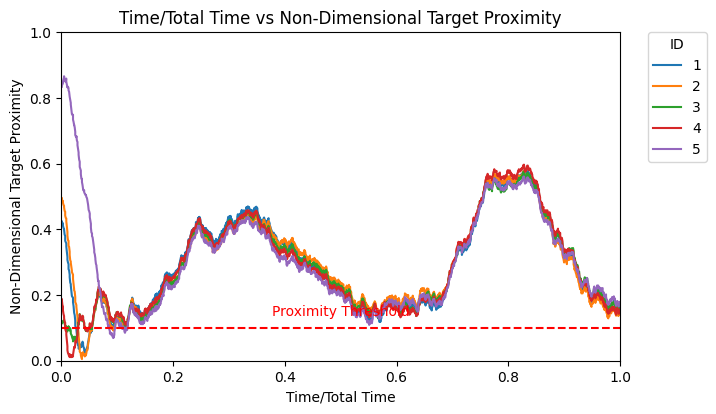 Time/Total Time vs Non-Dimensional Target Proximity
Non-Dimensional Target Proximity
1.0
0.8
0.6
0.4
0.2
0.0
Proximity Threshold
0.0 0.2 0.4 0.6 0.8 1.0
Time/Total Time
ID
1
2
3
4
5